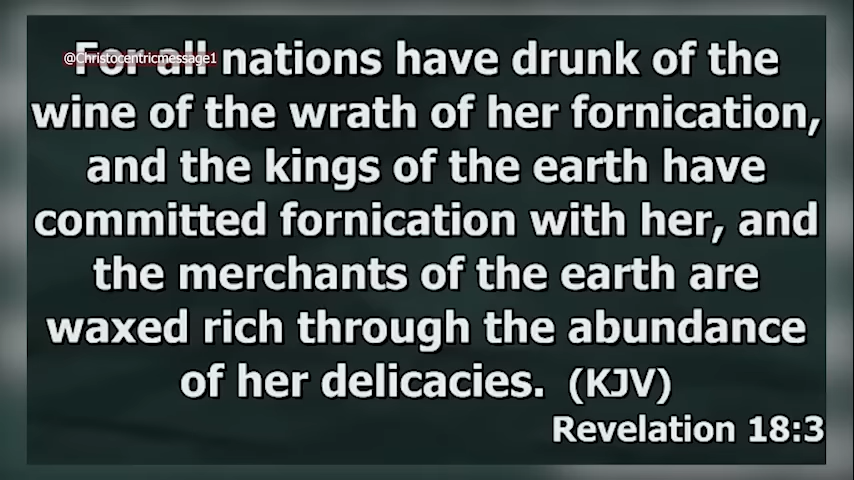 @Christocentricmessage1
For all nations have drunk of the
wine of the wrath of her fornication,
and the kings of the earth have
committed fornication with her, and
the merchants of the earth are
waxed rich through the abundance
of her delicacies. (KJV)
Revelation 18:3